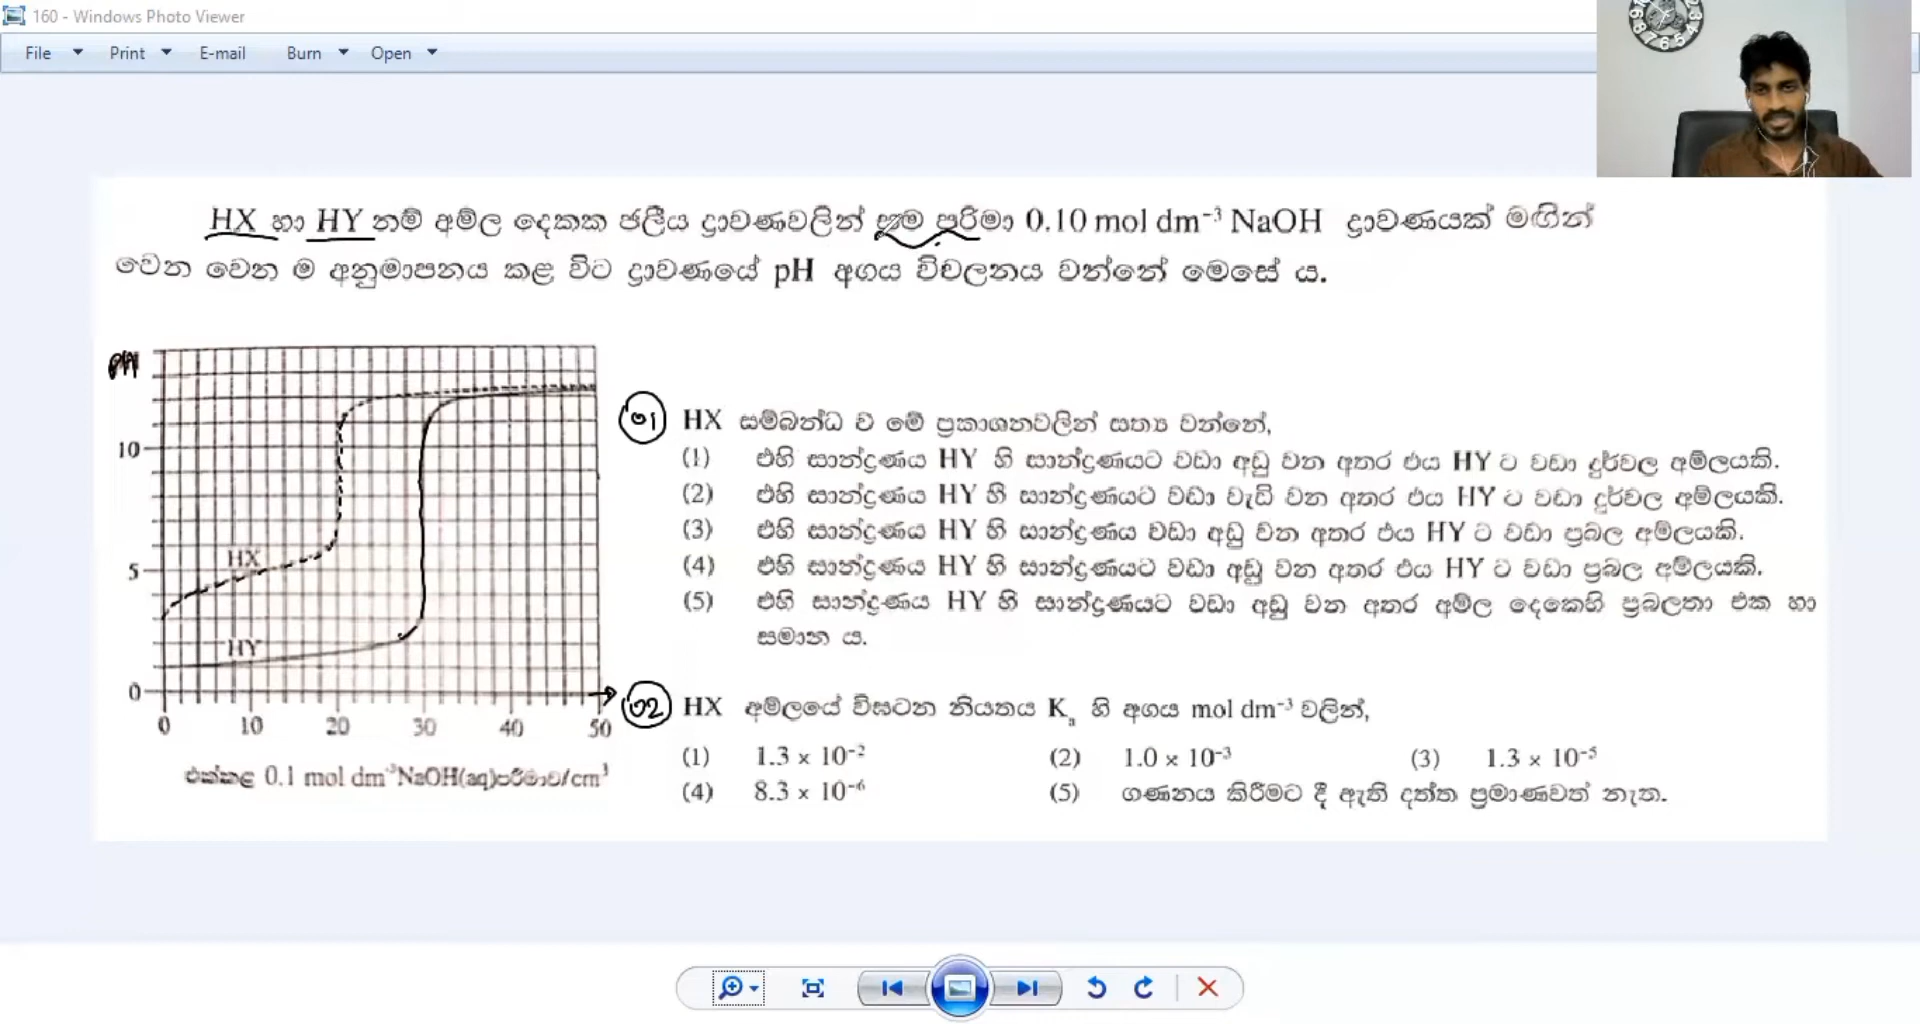 160 - Windows Photo Viewer
File Print E-mail Burn Open
HX හා HY නම් අම්ල දෙකක ජලීය ද්‍රාවණවලින් සම පරිමා 0.10 mol dm⁻³ NaOH ද්‍රාවණයක් මඟින්
වෙන වෙන ම අනුමාපනය කළ විට ද්‍රාවණයේ pH අගය විචලනය වන්නේ මෙසේ ය.
pH
10
5
0
HX
HY
0 10 20 30 40 50
එක්කළ 0.1 mol dm⁻³NaOH(aq)පරිමාව/cm³
01 HX සම්බන්ධ ව මේ ප්‍රකාශනවලින් සත්‍ය වන්නේ,
(1) එහි සාන්ද්‍රණය HY හි සාන්ද්‍රණයට වඩා අඩු වන අතර එය HY ට වඩා දුර්වල අම්ලයකි.
(2) එහි සාන්ද්‍රණය HY හි සාන්ද්‍රණයට වඩා වැඩි වන අතර එය HY ට වඩා දුර්වල අම්ලයකි.
(3) එහි සාන්ද්‍රණය HY හි සාන්ද්‍රණය වඩා අඩු වන අතර එය HY ට වඩා ප්‍රබල අම්ලයකි.
(4) එහි සාන්ද්‍රණය HY හි සාන්ද්‍රණයට වඩා අඩු වන අතර එය HY ට වඩා ප්‍රබල අම්ලයකි.
(5) එහි සාන්ද්‍රණය HY හි සාන්ද්‍රණයට වඩා අඩු වන අතර අම්ල දෙකෙහි ප්‍රබලතා එක හා
සමාන ය.
02 HX අම්ලයේ විඝටන නියතය Kₐ හි අගය mol dm⁻³ වලින්,
(1) 1.3 × 10⁻² (2) 1.0 × 10⁻³ (3) 1.3 × 10⁻⁵
(4) 8.3 × 10⁻⁶ (5) ගණනය කිරීමට දී ඇති දත්ත ප්‍රමාණවත් නැත.